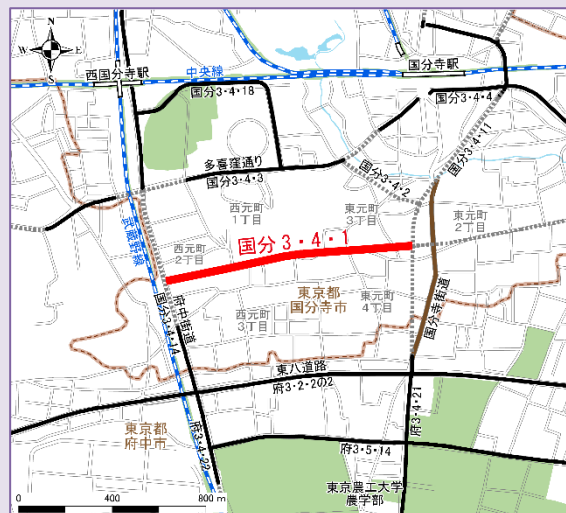 N
W E
S
西国分寺駅
中央線
国分寺駅
国分3・4・18
国分3・4・4
国分3・4・11
多喜窪通り
国分3・4・3
国分3・4・2
西元町
1丁目
東元町
3丁目
東元町
2丁目
武蔵野線
西元町
2丁目
国分3・4・1
府中街道
国分3・4・14
西元町
3丁目
東京都
国分寺市
東元町
4丁目
国分寺街道
東八道路
府3・2・2の2
東京都
府中市
府3・4・22
府3・4・21
府3・5・14
東京農工大学
農学部
0 400 800 m